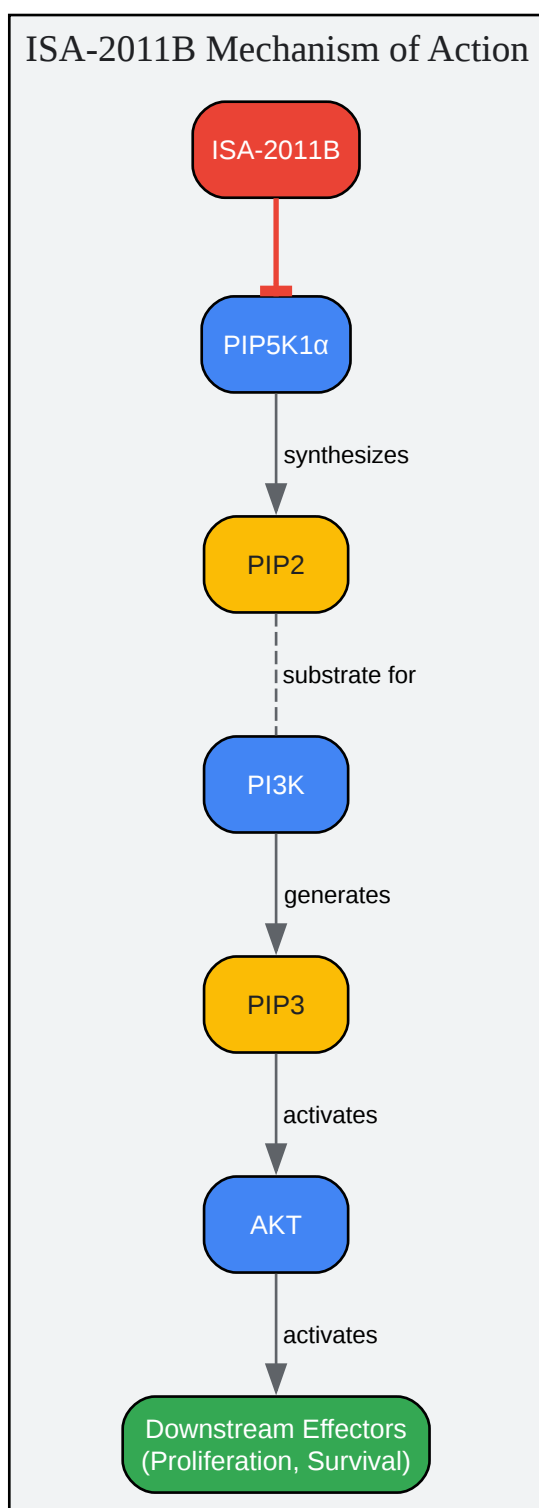 ISA-2011B Mechanism of Action
ISA-2011B
PIP5K1α
synthesizes
PIP2
substrate for
PI3K
generates
PIP3
activates
AKT
activates
Downstream Effectors
(Proliferation, Survival)